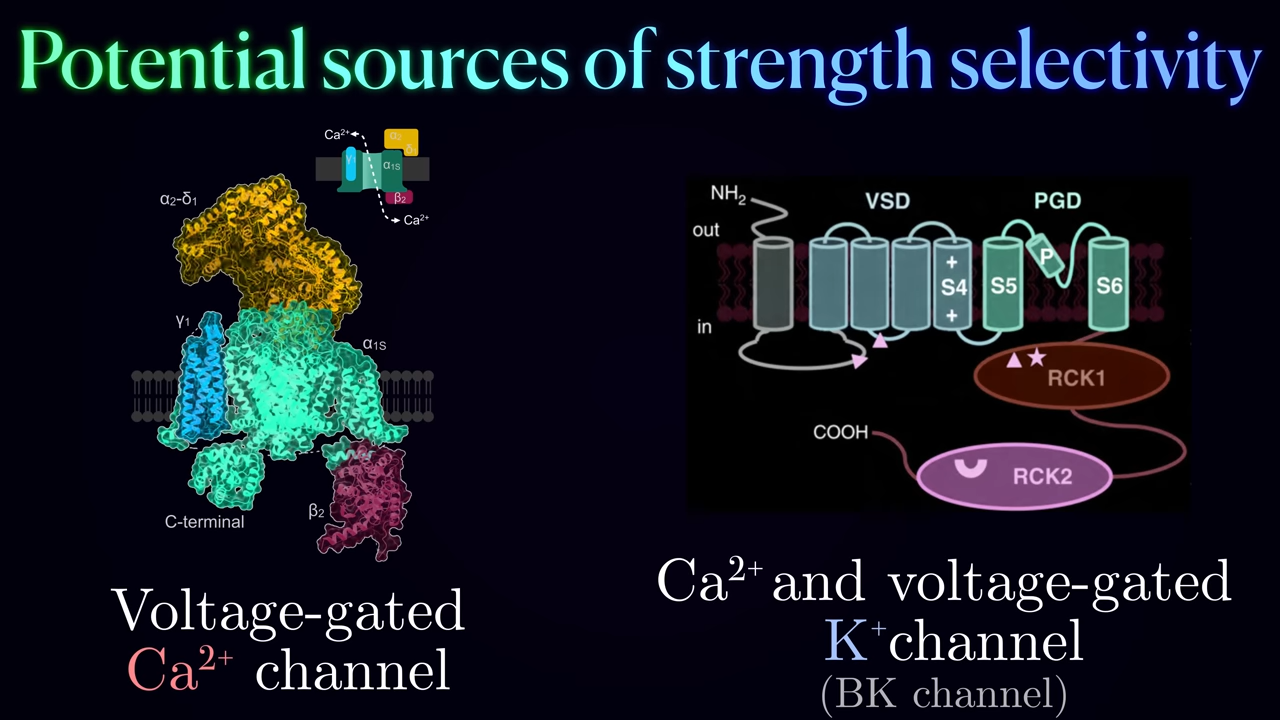 Potential sources of strength selectivity
Ca²⁺
α₂
δ₁
γ₁
α₁S
β₂
Ca²⁺
α₂-δ₁
γ₁
α₁S
β₂
C-terminal
Voltage-gated
Ca²⁺ channel
NH₂
VSD
PGD
out
+
P
S4
S5
S6
+
in
RCK1
COOH
RCK2
Ca²⁺ and voltage-gated
K⁺channel
(BK channel)